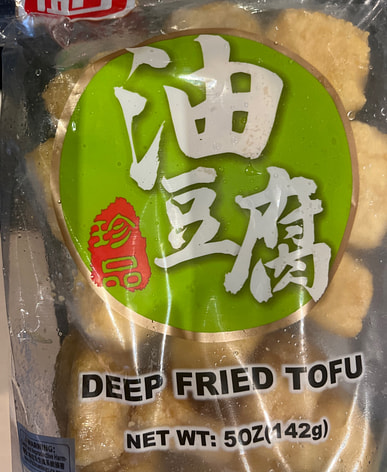 油
豆腐
珍品
DEEP FRIED TOFU
NET WT: 5OZ(142g)